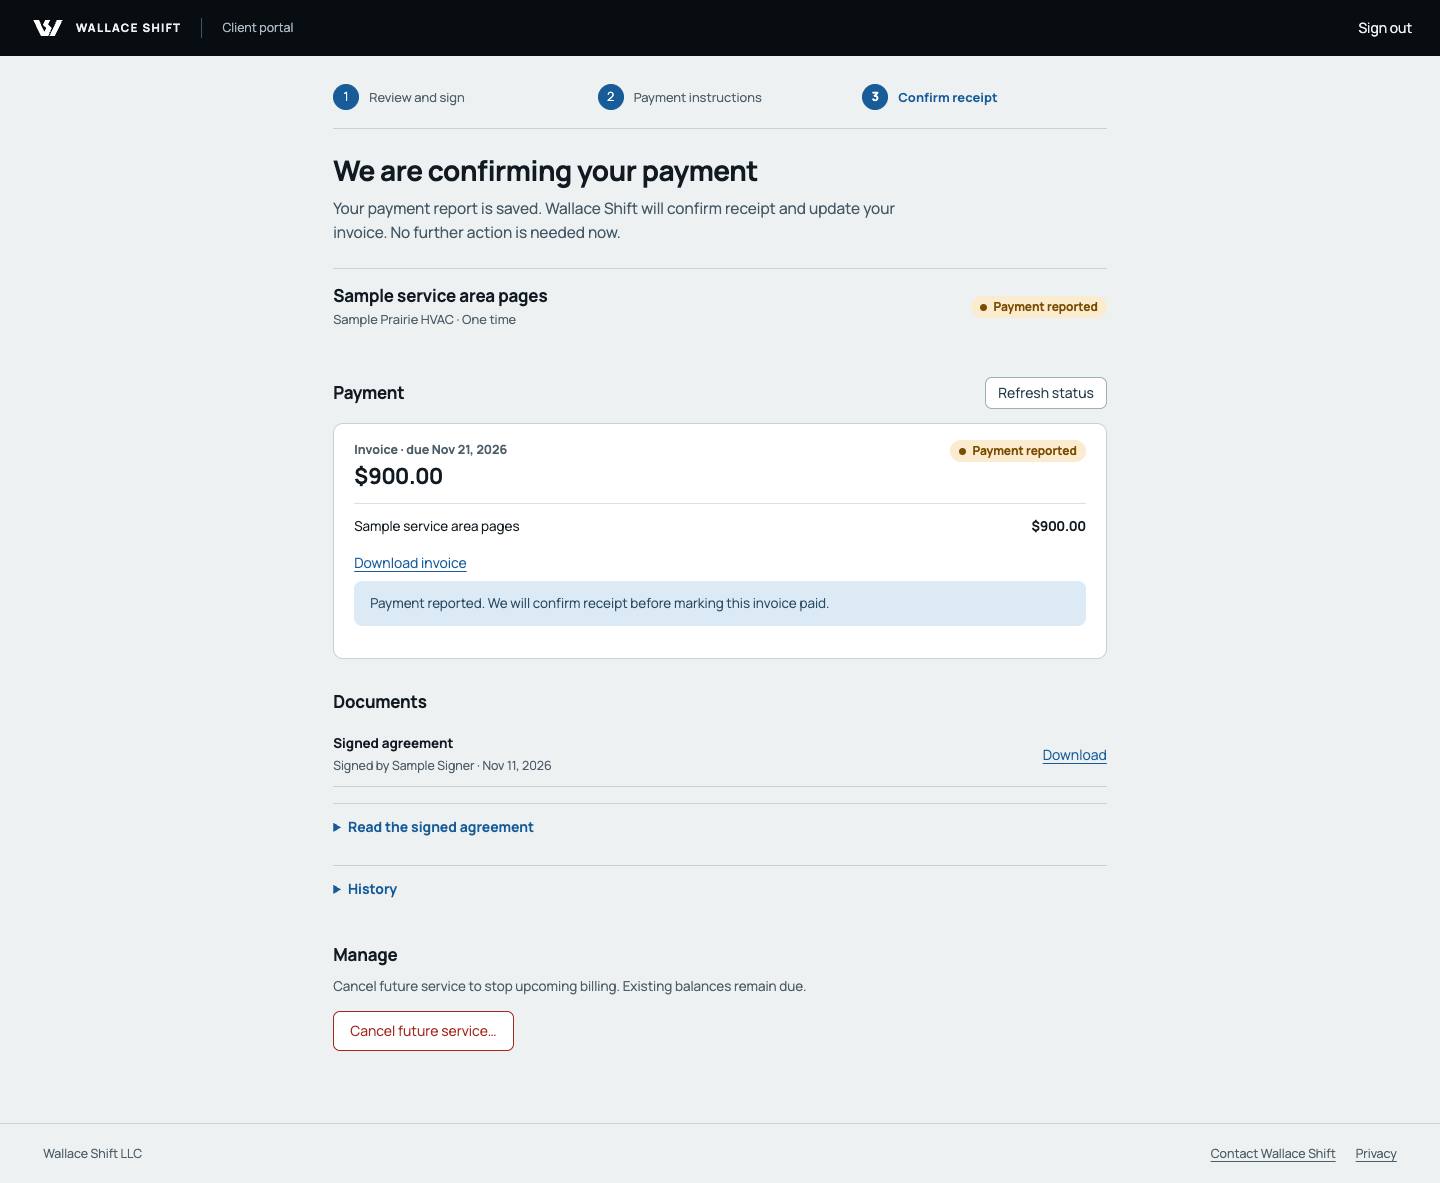 WALLACE SHIFT
Client portal
Sign out
1 Review and sign
2 Payment instructions
3 Confirm receipt
We are confirming your payment
Your payment report is saved. Wallace Shift will confirm receipt and update your
invoice. No further action is needed now.
Sample service area pages
Payment reported
Sample Prairie HVAC · One time
Payment
Refresh status
Invoice · due Nov 21, 2026
Payment reported
$900.00
Sample service area pages
$900.00
Download invoice
Payment reported. We will confirm receipt before marking this invoice paid.
Documents
Signed agreement
Signed by Sample Signer · Nov 11, 2026
Download
Read the signed agreement
History
Manage
Cancel future service to stop upcoming billing. Existing balances remain due.
Cancel future service…
Wallace Shift LLC
Contact Wallace Shift
Privacy